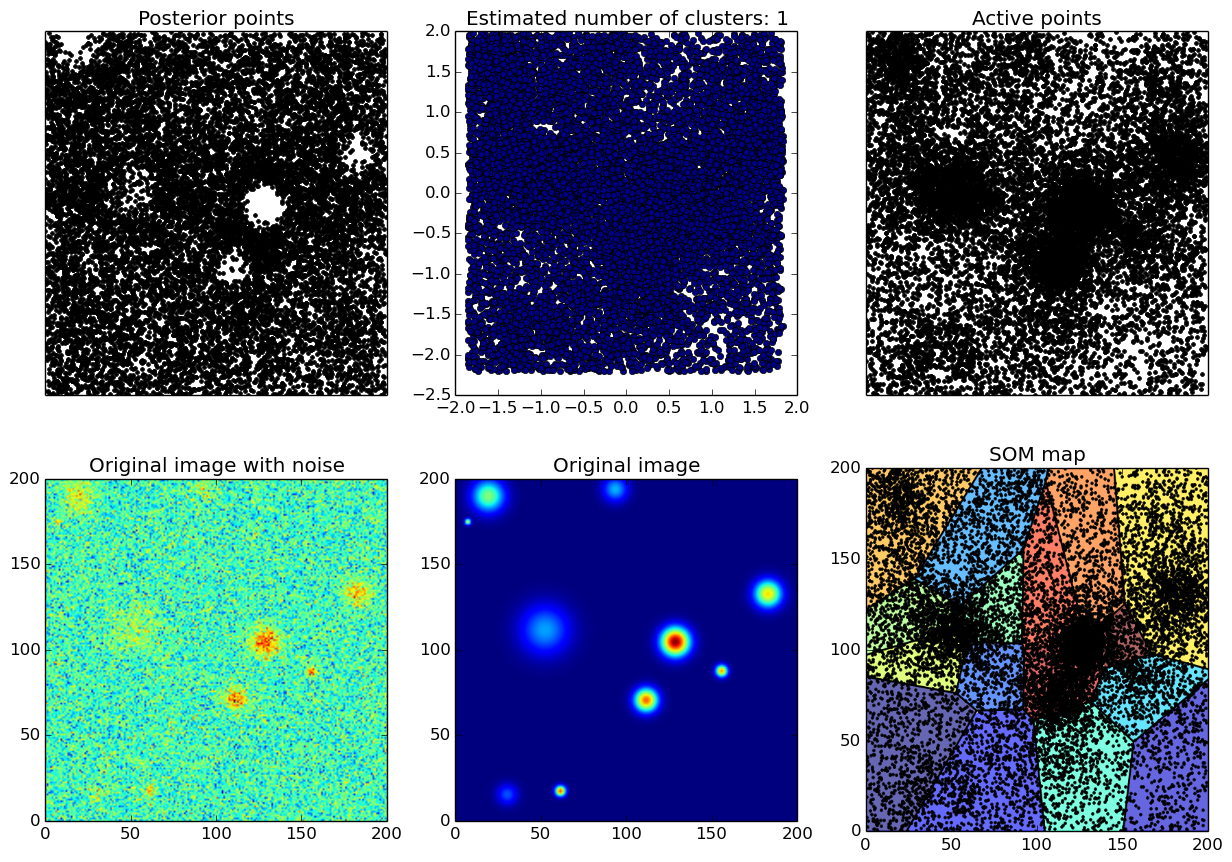 Posterior points
Estimated number of clusters: 1
Active points
2.0
1.5
1.0
0.5
0.0
−0.5
−1.0
−1.5
−2.0
−2.5
−2.0 −1.5 −1.0 −0.5 0.0 0.5 1.0 1.5 2.0
Original image with noise
Original image
SOM map
200
150
100
50
0
0 50 100 150 200
200
150
100
50
0
0 50 100 150 200
200
150
100
50
0
0 50 100 150 200